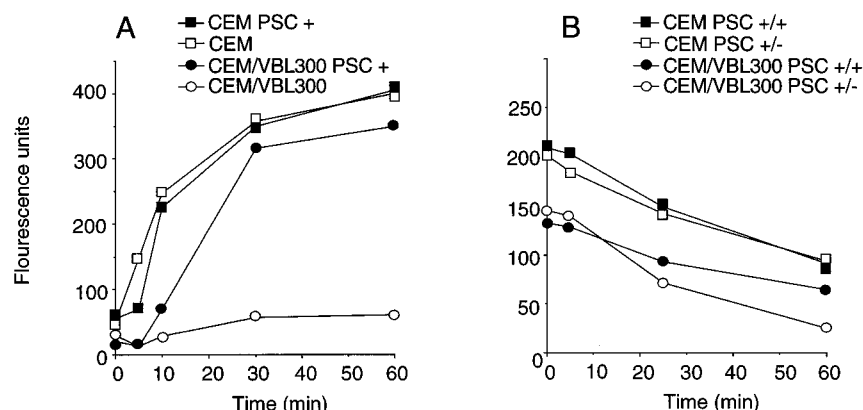 A
CEM PSC +
CEM
CEM/VBL300 PSC +
CEM/VBL300
Flourescence units
400
300
200
100
0
0 10 20 30 40 50 60
Time (min)
B
CEM PSC +/+
CEM PSC +/-
CEM/VBL300 PSC +/+
CEM/VBL300 PSC +/-
250
200
150
100
50
0
0 10 20 30 40 50 60
Time (min)